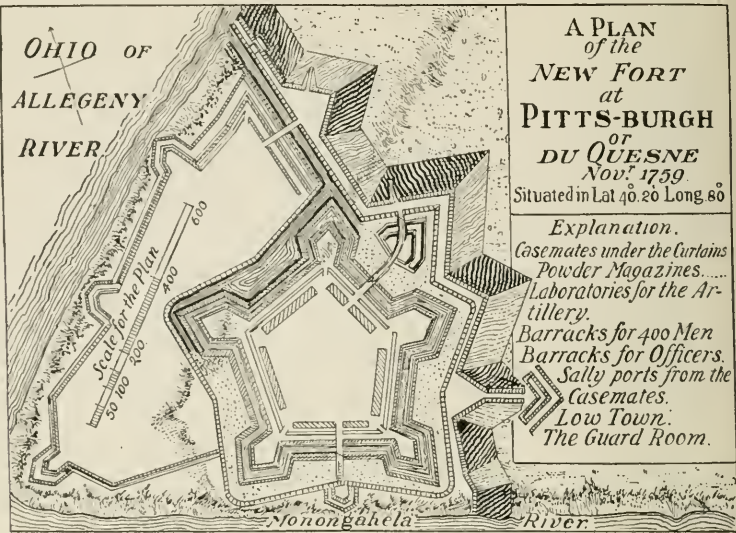 OHIO OF
ALLEGENY
RIVER
Scale for the Plan
50 100 200 400 600
Monongahela River.
A PLAN
of the
NEW FORT
at
PITTS-BURGH
or
DU QUESNE
Novr. 1759
Situated in Lat 40.20 Long. 80
Explanation.
Casemates under the Curtains
Powder Magazines......
Laboratories for the Ar-
tillery.
Barracks for 400 Men
Barracks for Officers.
Sally ports from the
Casemates.
Low Town.
The Guard Room.